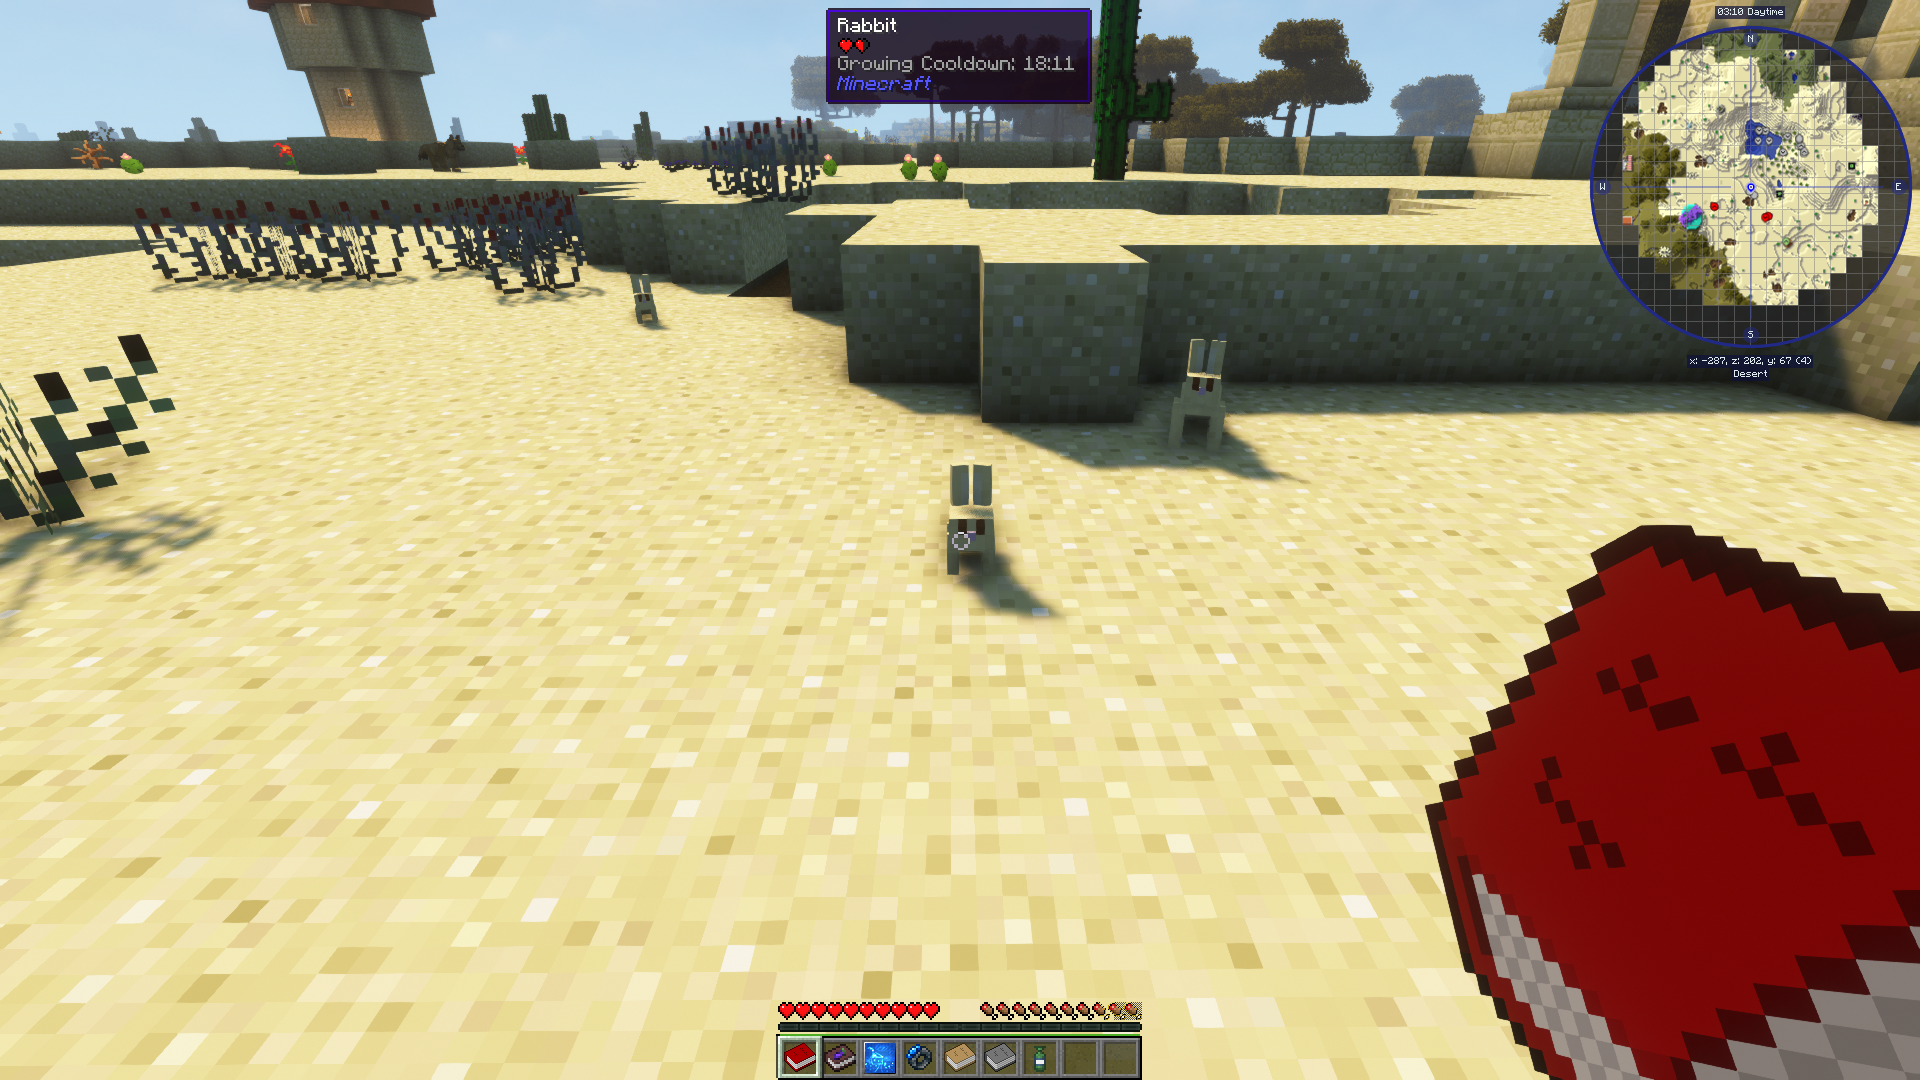 Rabbit
Growing Cooldown: 18:11
Minecraft
03:10 Daytime
N
W
E
S
x: -287, z: 202, y: 67 (4)
Desert